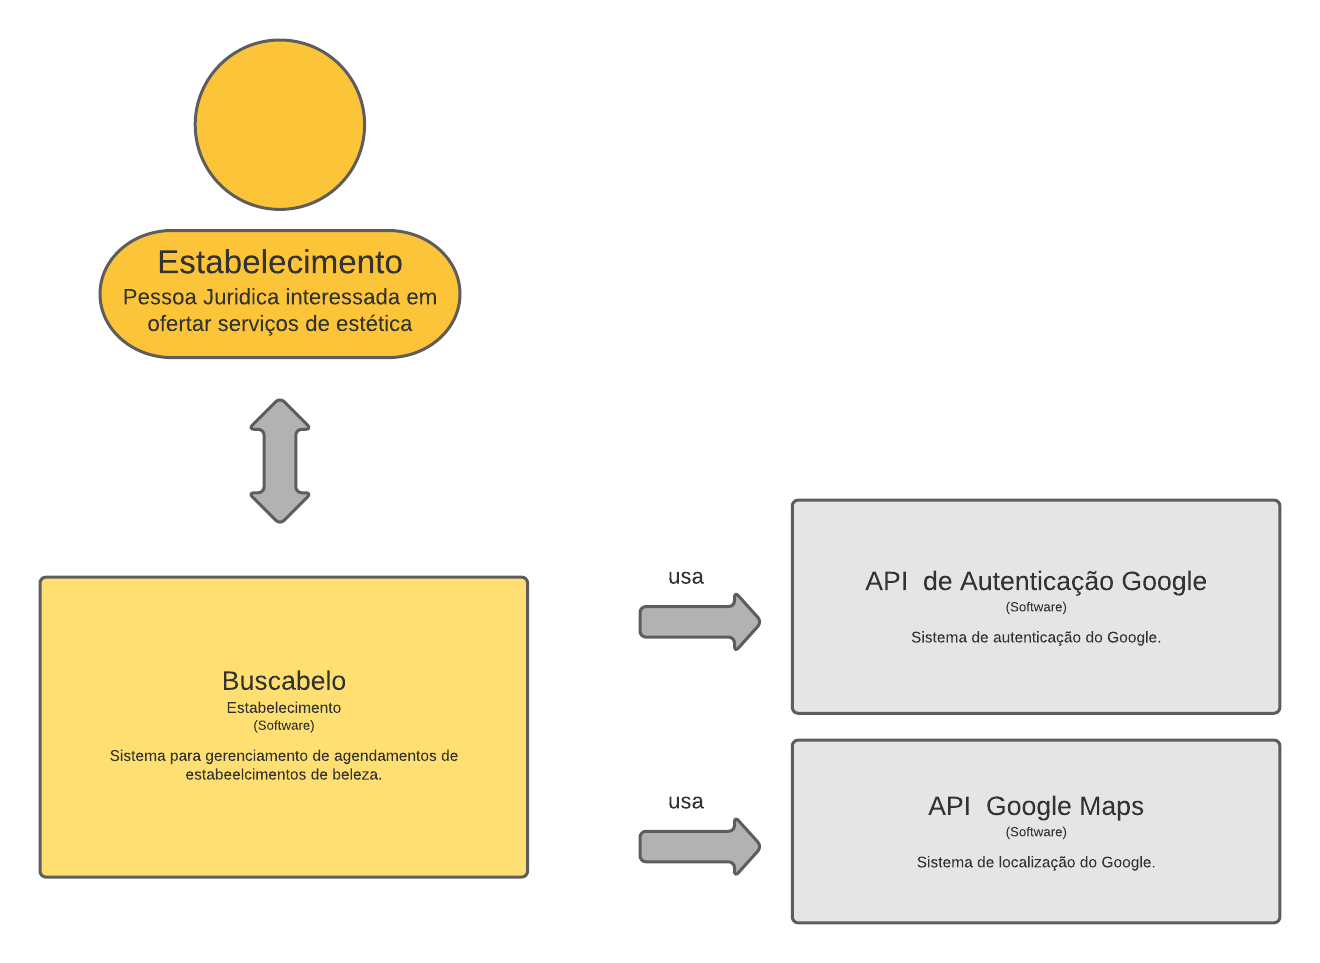 Estabelecimento
Pessoa Juridica interessada em
ofertar serviços de estética
usa
API  de Autenticação Google
(Software)
Sistema de autenticação do Google.
Buscabelo
Estabelecimento
(Software)
Sistema para gerenciamento de agendamentos de
estabeelcimentos de beleza.
usa
API  Google Maps
(Software)
Sistema de localização do Google.